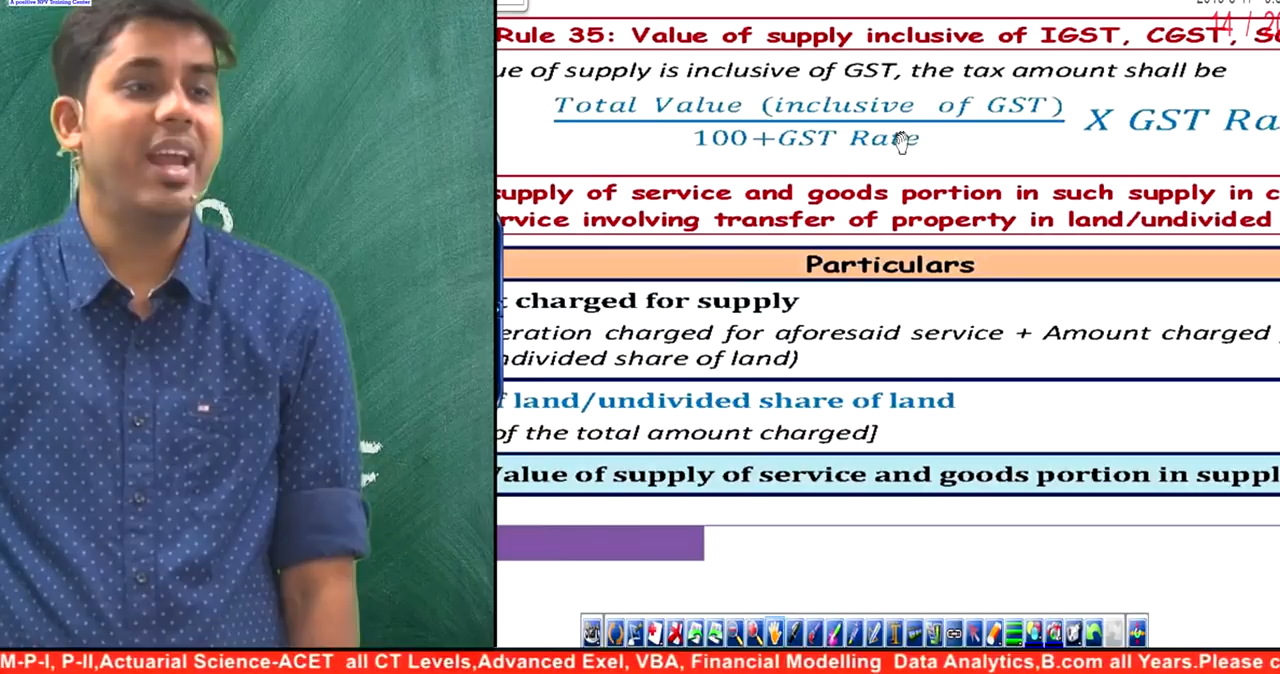 A positive NPV Training Center
Rule 35: Value of supply inclusive of IGST, CGST,
ue of supply is inclusive of GST, the tax amount shall be
Total Value (inclusive of GST)
100+GST Rate
X GST Ra
supply of service and goods portion in such supply in c
rvice involving transfer of property in land/undivided
Particulars
charged for supply
eration charged for aforesaid service + Amount charged
ndivided share of land)
f land/undivided share of land
of the total amount charged]
Value of supply of service and goods portion in suppl
M-P-I, P-II,Actuarial Science-ACET all CT Levels,Advanced Exel, VBA, Financial Modelling Data Analytics,B.com all Years.Please c